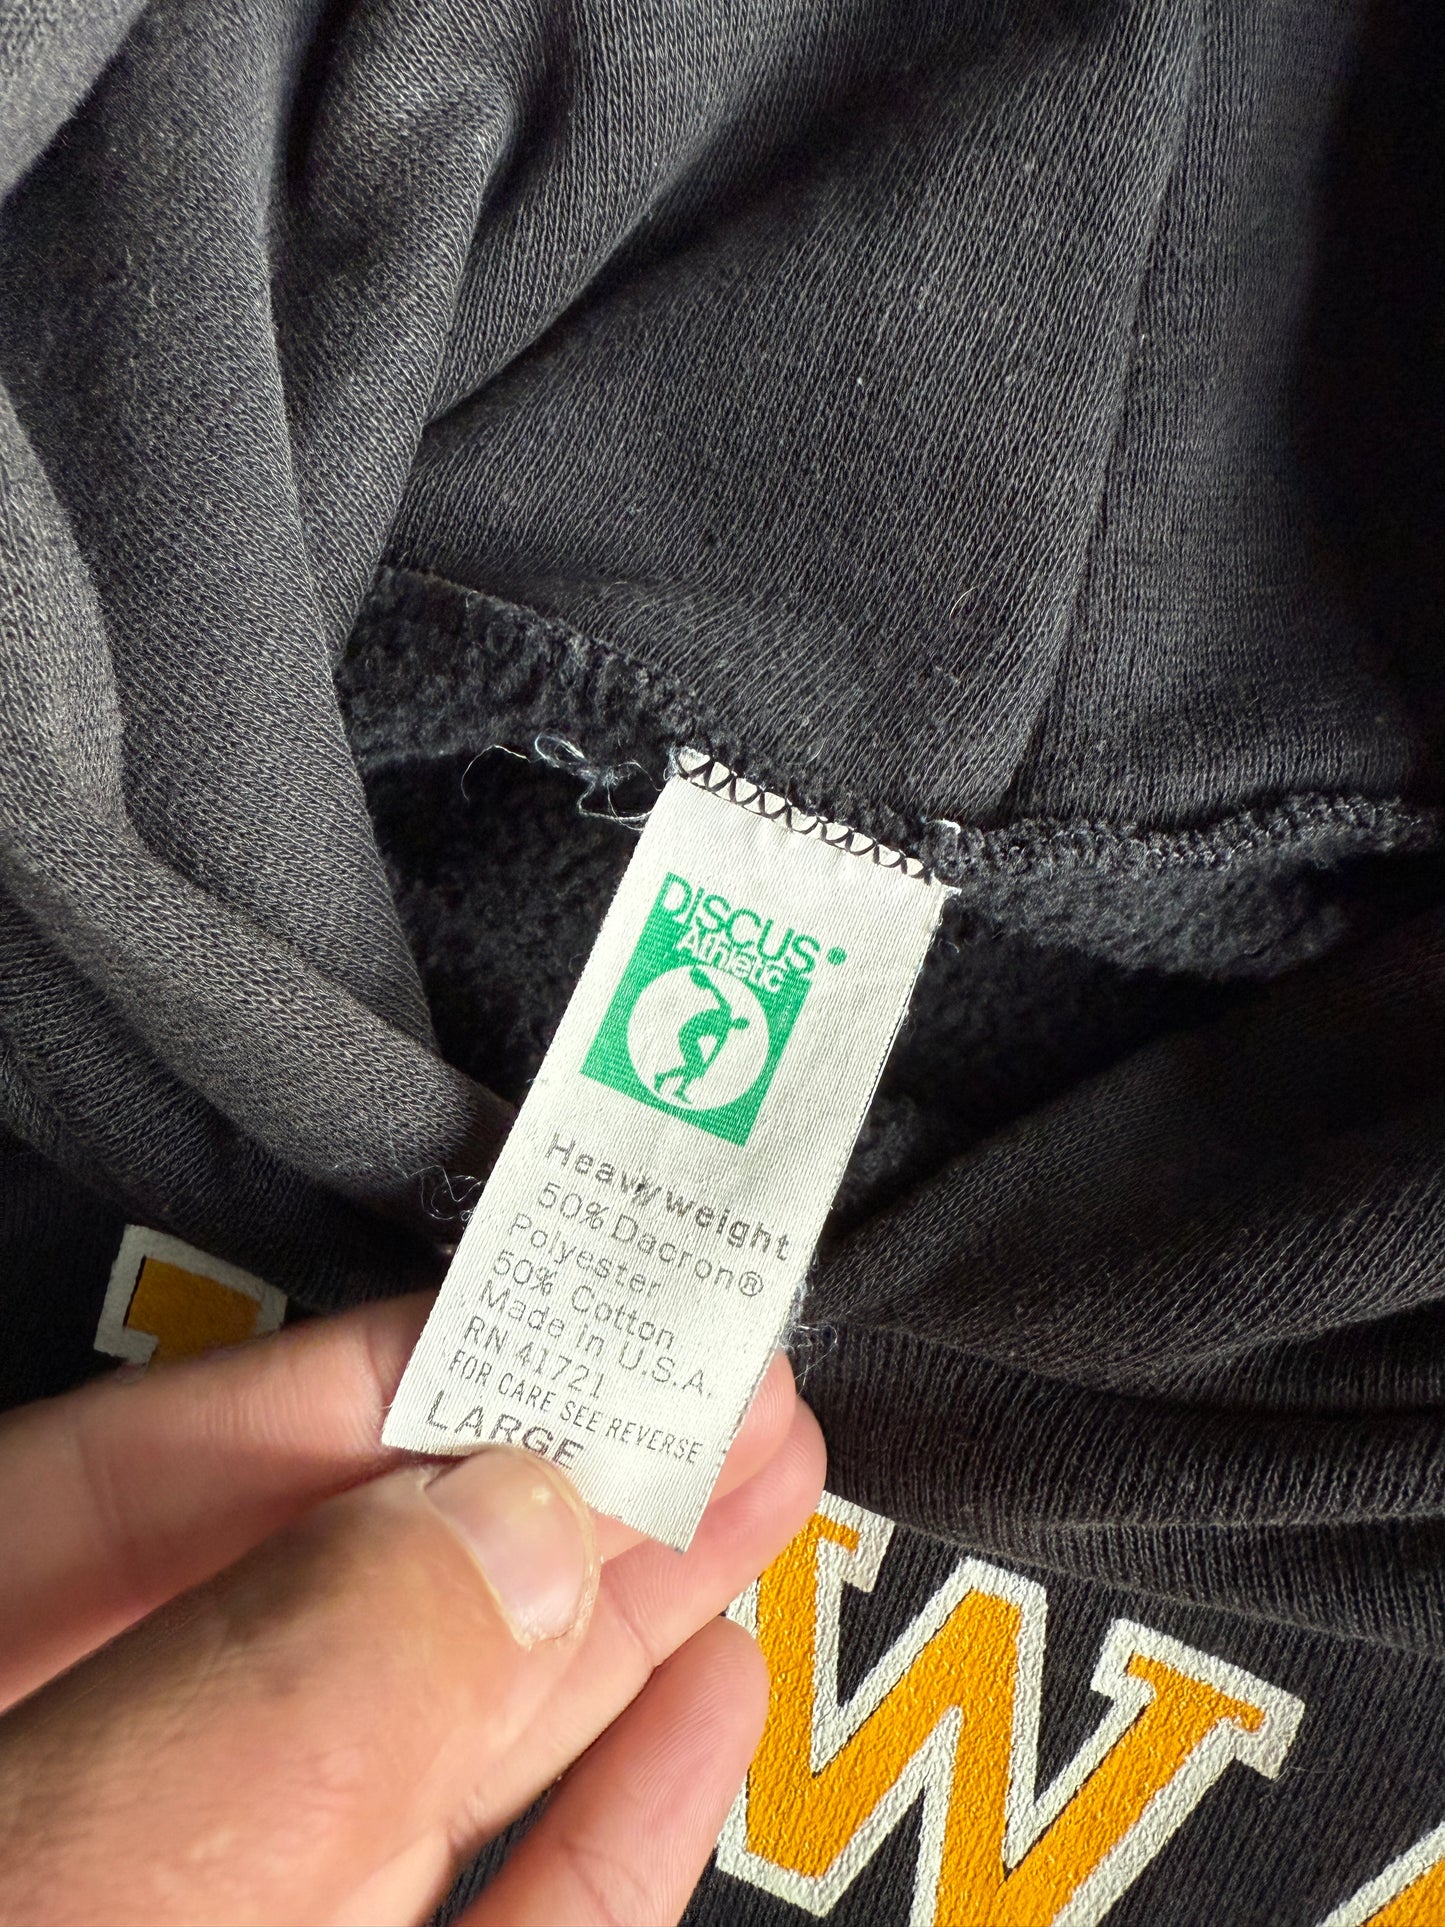 DiSCUS
Athletic
Heavyweight
50% Dacron®
Polyester
50% Cotton
Made In U.S.A.
RN 41721
FOR CARE SEE REVERSE
LARGE
W